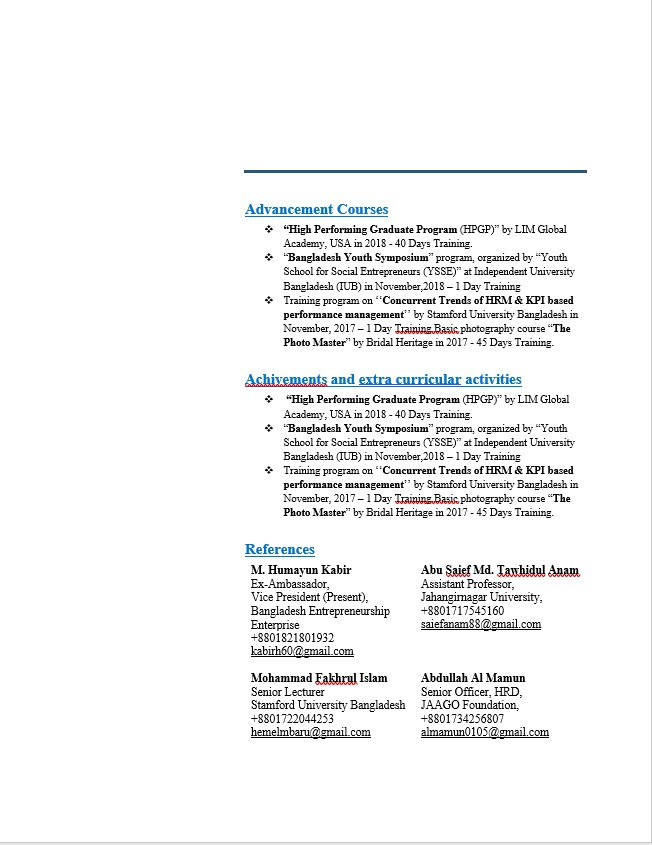 Advancement Courses
❖ “High Performing Graduate Program (HPGP)” by LIM Global
Academy, USA in 2018 - 40 Days Training.
❖ “Bangladesh Youth Symposium” program, organized by “Youth
School for Social Entrepreneurs (YSSE)” at Independent University
Bangladesh (IUB) in November,2018 – 1 Day Training
❖ Training program on ‘‘Concurrent Trends of HRM & KPI based
performance management’’ by Stamford University Bangladesh in
November, 2017 – 1 Day Training.Basic photography course “The
Photo Master” by Bridal Heritage in 2017 - 45 Days Training.
Achivements and extra curricular activities
❖ “High Performing Graduate Program (HPGP)” by LIM Global
Academy, USA in 2018 - 40 Days Training.
❖ “Bangladesh Youth Symposium” program, organized by “Youth
School for Social Entrepreneurs (YSSE)” at Independent University
Bangladesh (IUB) in November,2018 – 1 Day Training
❖ Training program on ‘‘Concurrent Trends of HRM & KPI based
performance management’’ by Stamford University Bangladesh in
November, 2017 – 1 Day Training.Basic photography course “The
Photo Master” by Bridal Heritage in 2017 - 45 Days Training.
References
M. Humayun Kabir
Ex-Ambassador,
Vice President (Present),
Bangladesh Entrepreneurship
Enterprise
+8801821801932
kabirh60@gmail.com
Abu Saief Md. Tawhidul Anam
Assistant Professor,
Jahangirnagar University,
+8801717545160
saiefanam88@gmail.com
Mohammad Fakhrul Islam
Senior Lecturer
Stamford University Bangladesh
+8801722044253
hemelmbaru@gmail.com
Abdullah Al Mamun
Senior Officer, HRD,
JAAGO Foundation,
+8801734256807
almamun0105@gmail.com